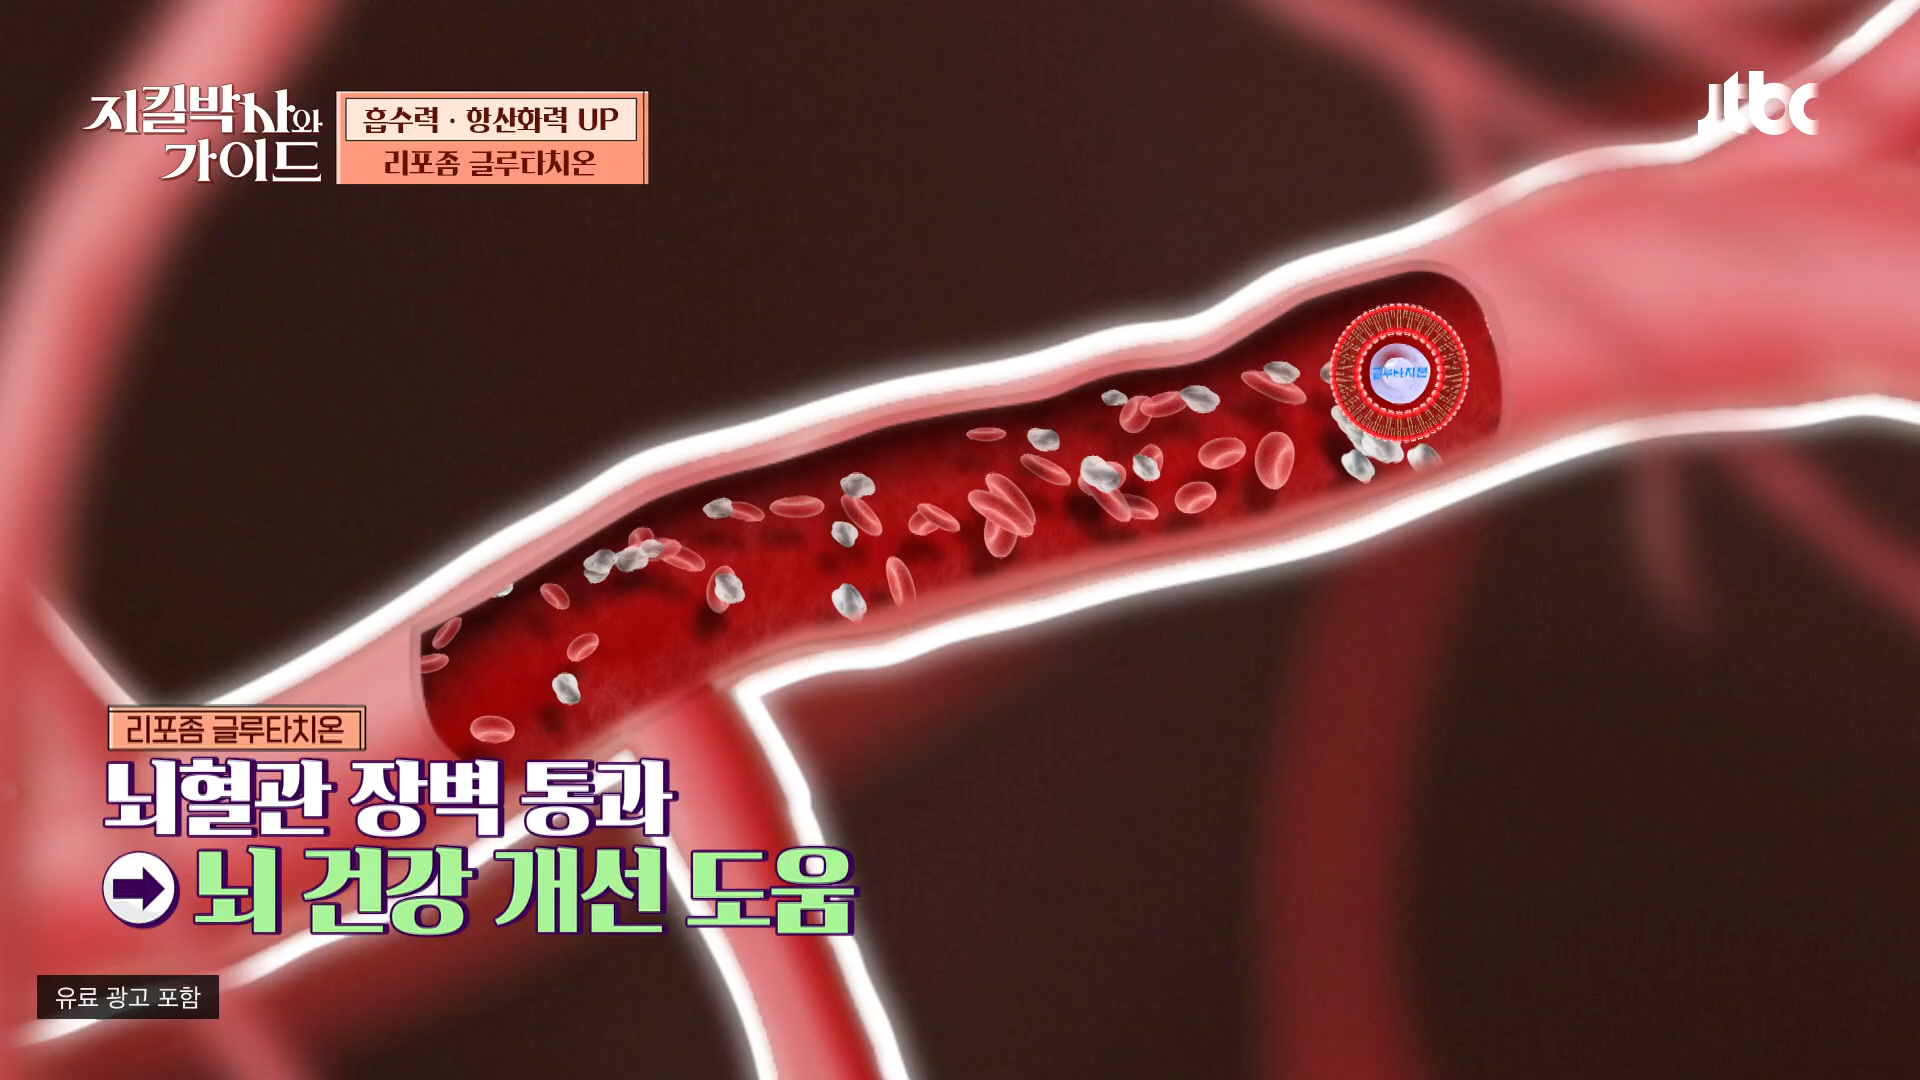 지킬박사와
가이드
흡수력 · 항산화력 UP
리포좀 글루타치온
jtbc
글루타치온
리포좀 글루타치온
뇌혈관 장벽 통과
뇌 건강 개선 도움
유료 광고 포함